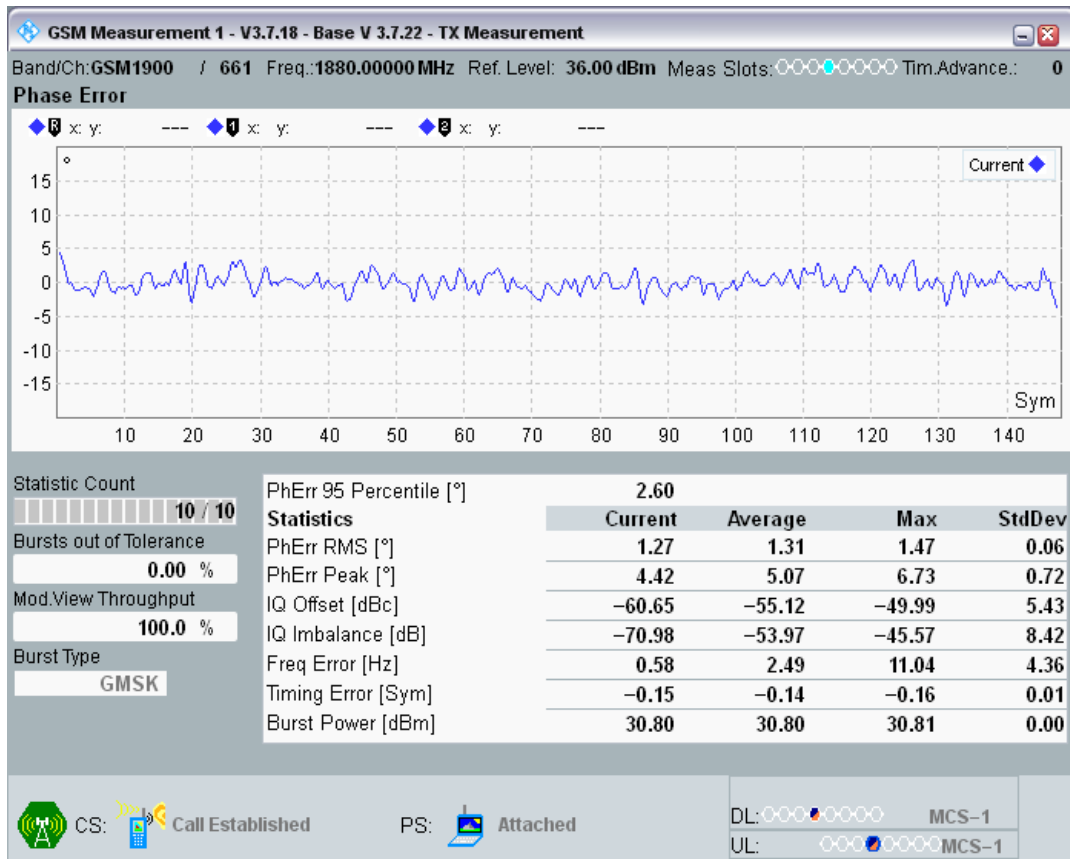 GSM Measurement 1 - V3.7.18 - Base V 3.7.22 - TX Measurement
Band/Ch:GSM1900 / 661 Freq.:1880.00000 MHz Ref. Level: 36.00 dBm Meas Slots: Tim.Advance.: 0
Phase Error
R x: y: --- 1 x: y: --- 2 x: y: ---
°
Current
15
10
5
0
-5
-10
-15
Sym
10 20 30 40 50 60 70 80 90 100 110 120 130 140
Statistic Count
10 / 10
Bursts out of Tolerance
0.00 %
Mod.View Throughput
100.0 %
Burst Type
GMSK
PhErr 95 Percentile [°] 2.60
Statistics Current Average Max StdDev
PhErr RMS [°] 1.27 1.31 1.47 0.06
PhErr Peak [°] 4.42 5.07 6.73 0.72
IQ Offset [dBc] −60.65 −55.12 −49.99 5.43
IQ Imbalance [dB] −70.98 −53.97 −45.57 8.42
Freq Error [Hz] 0.58 2.49 11.04 4.36
Timing Error [Sym] −0.15 −0.14 −0.16 0.01
Burst Power [dBm] 30.80 30.80 30.81 0.00
CS: Call Established PS: Attached
DL: MCS−1
UL: MCS−1